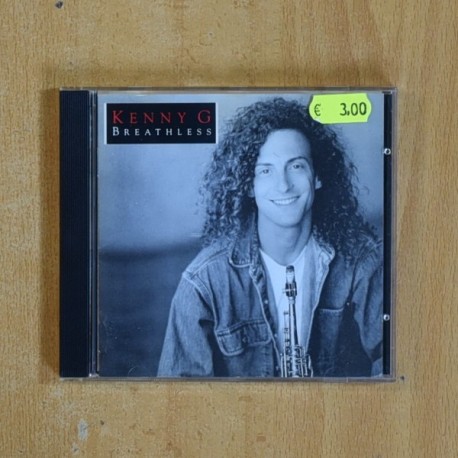 KENNY G
BREATHLESS
€ 3,00